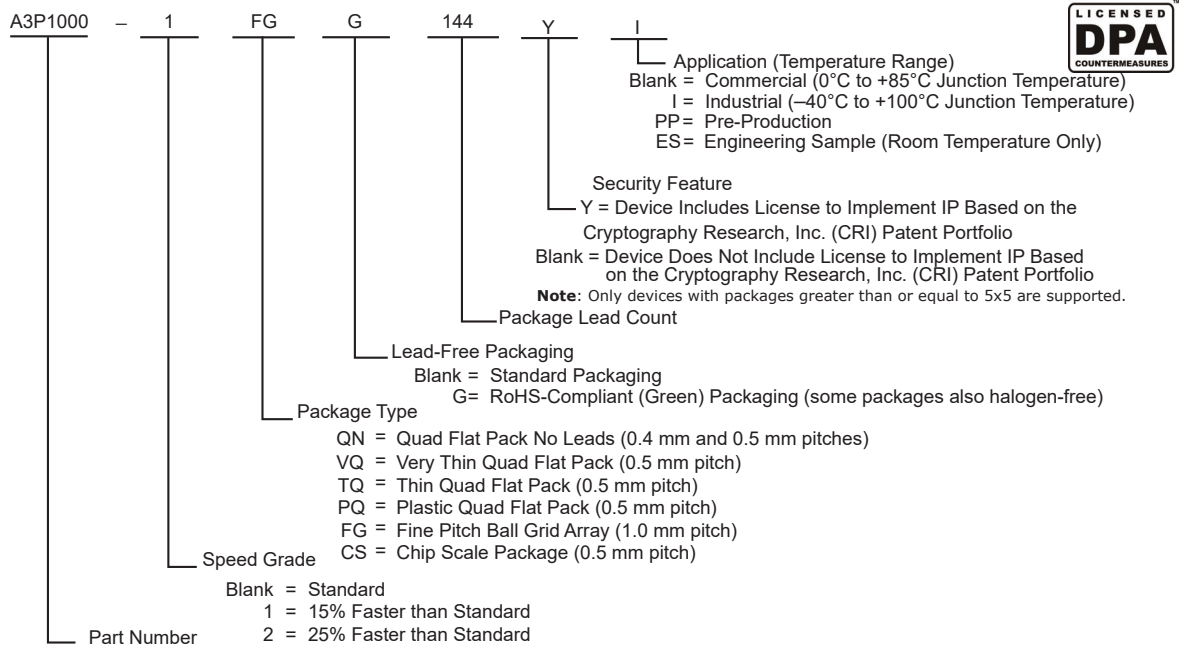 A3P1000 – 1 FG G 144 Y I
LICENSED
DPA
COUNTERMEASURES
™
Application (Temperature Range)
Blank = Commercial (0°C to +85°C Junction Temperature)
I = Industrial (–40°C to +100°C Junction Temperature)
PP = Pre-Production
ES = Engineering Sample (Room Temperature Only)
Security Feature
Y = Device Includes License to Implement IP Based on the
Cryptography Research, Inc. (CRI) Patent Portfolio
Blank = Device Does Not Include License to Implement IP Based
on the Cryptography Research, Inc. (CRI) Patent Portfolio
Note: Only devices with packages greater than or equal to 5x5 are supported.
Package Lead Count
Lead-Free Packaging
Blank = Standard Packaging
G= RoHS-Compliant (Green) Packaging (some packages also halogen-free)
Package Type
QN = Quad Flat Pack No Leads (0.4 mm and 0.5 mm pitches)
VQ = Very Thin Quad Flat Pack (0.5 mm pitch)
TQ = Thin Quad Flat Pack (0.5 mm pitch)
PQ = Plastic Quad Flat Pack (0.5 mm pitch)
FG = Fine Pitch Ball Grid Array (1.0 mm pitch)
CS = Chip Scale Package (0.5 mm pitch)
Speed Grade
Blank = Standard
1 = 15% Faster than Standard
2 = 25% Faster than Standard
Part Number